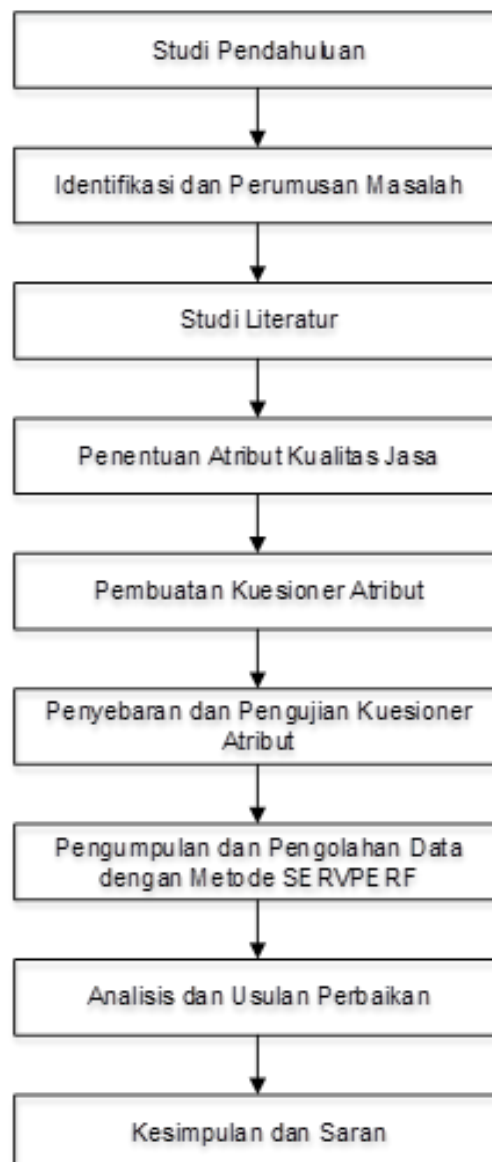 Studi Pendahuluan
Identifikasi dan Perumusan Masalah
Studi Literatur
Penentuan Atribut Kualitas Jasa
Pembuatan Kuesioner Atribut
Penyebaran dan Pengujian Kuesioner
Atribut
Pengumpulan dan Pengolahan Data
dengan Metode SERVPERF
Analisis dan Usulan Perbaikan
Kesimpulan dan Saran